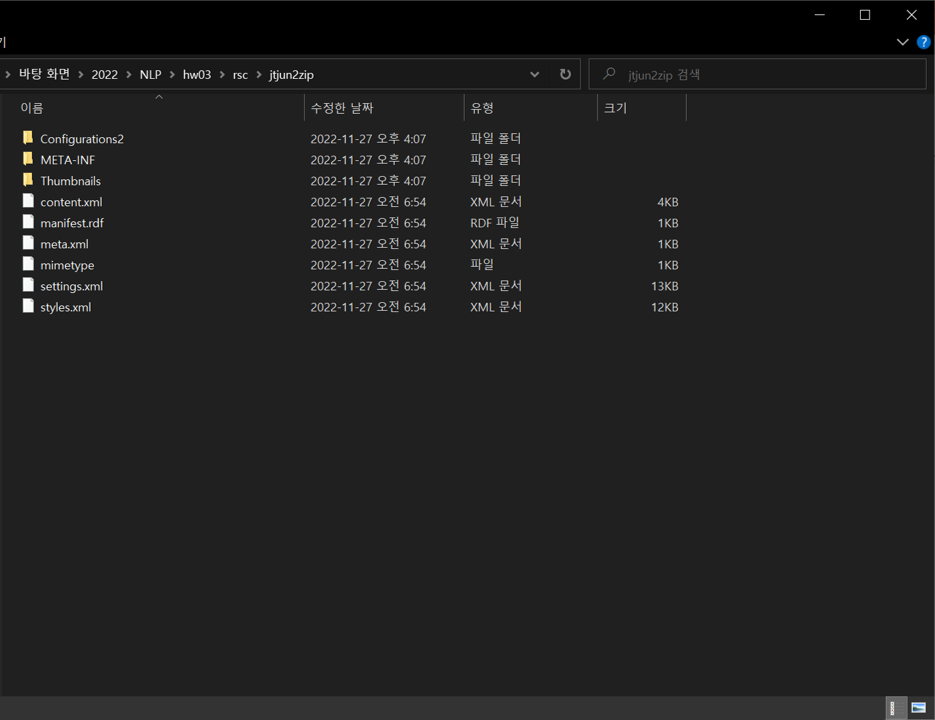 기
?
바탕 화면 > 2022 > NLP > hw03 > rsc > jtjun2zip
jtjun2zip 검색
이름 수정한 날짜 유형 크기
Configurations2 2022-11-27 오후 4:07 파일 폴더
META-INF 2022-11-27 오후 4:07 파일 폴더
Thumbnails 2022-11-27 오후 4:07 파일 폴더
content.xml 2022-11-27 오전 6:54 XML 문서 4KB
manifest.rdf 2022-11-27 오전 6:54 RDF 파일 1KB
meta.xml 2022-11-27 오전 6:54 XML 문서 1KB
mimetype 2022-11-27 오전 6:54 파일 1KB
settings.xml 2022-11-27 오전 6:54 XML 문서 13KB
styles.xml 2022-11-27 오전 6:54 XML 문서 12KB